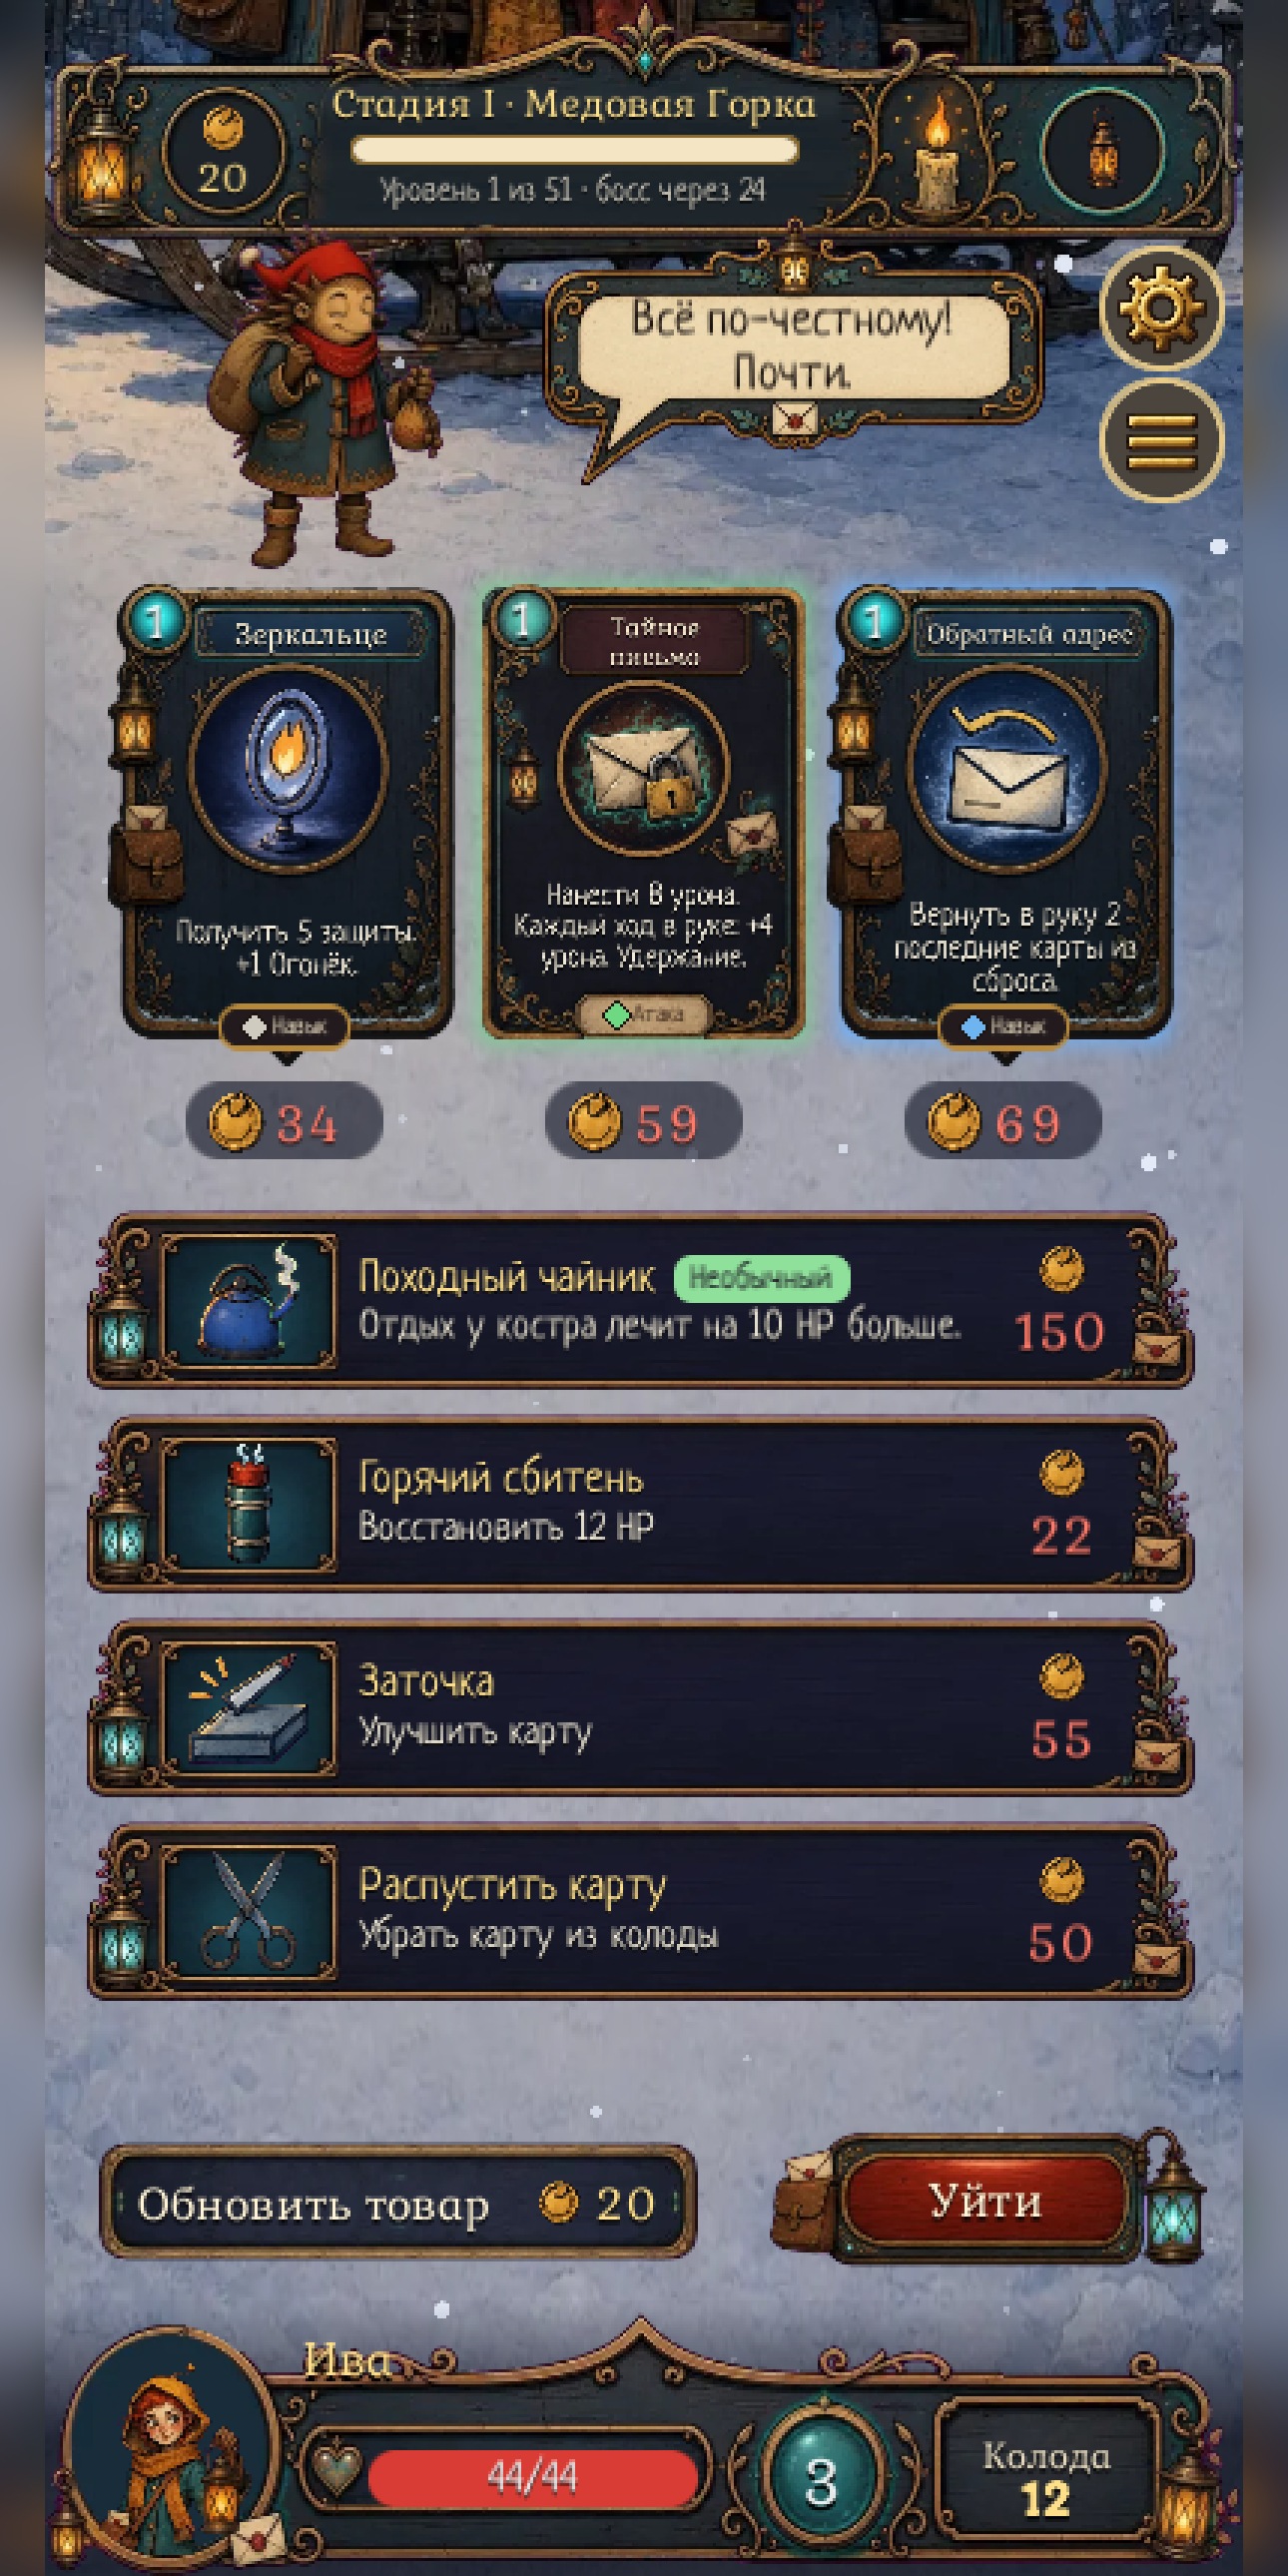 Стадия I · Медовая Горка
20
Уровень 1 из 51 · босс через 24
Всё по-честному!
Почти.
1
Зеркальце
Получить 5 защиты.
+1 Огонёк.
Навык
34
1
Тайное
письмо
1
Нанести 8 урона.
Каждый ход в руке: +4
урона. Удержание.
Атака
59
1
Обратный адрес
Вернуть в руку 2
последние карты из
сброса.
Навык
69
Походный чайник Необычный
Отдых у костра лечит на 10 HP больше.
150
Горячий сбитень
Восстановить 12 HP
22
Заточка
Улучшить карту
55
Распустить карту
Убрать карту из колоды
50
Обновить товар 20
Уйти
Ива
44/44
3
Колода
12